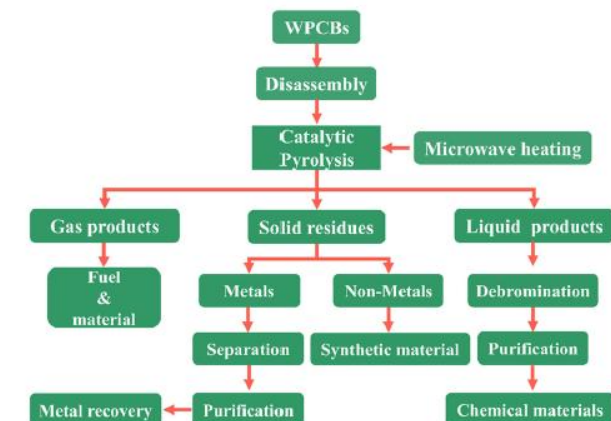 WPCBs
Disassembly
Catalytic
Pyrolysis
Microwave heating
Gas products
Solid residues
Liquid products
Fuel
&
material
Metals
Non-Metals
Debromination
Separation
Synthetic material
Purification
Metal recovery
Purification
Chemical materials